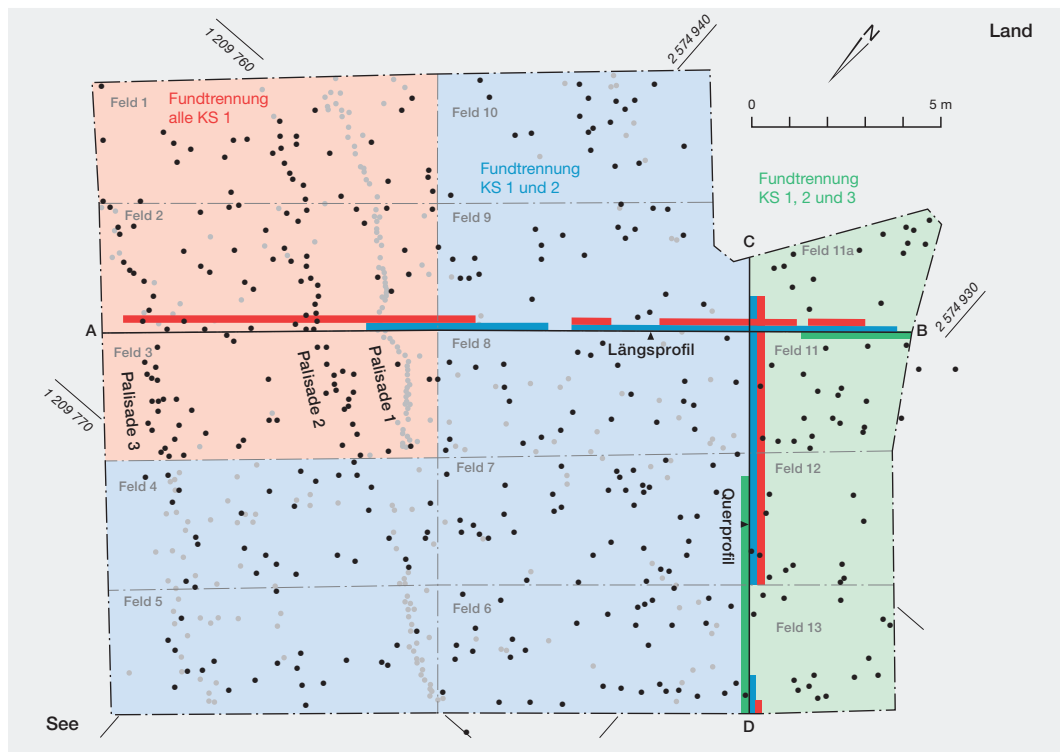 1 209 760
2 574 940
N
Land
0
5 m
Feld 1
Fundtrennung
alle KS 1
Feld 10
Fundtrennung
KS 1 und 2
Fundtrennung
KS 1, 2 und 3
Feld 2
Feld 9
C
Feld 11a
A
B
2 574 930
Feld 3
Palisade 3
Palisade 2
Palisade 1
Feld 8
Längsprofil
Feld 11
1 209 770
Feld 4
Feld 7
Querprofil
Feld 12
Feld 5
Feld 6
Feld 13
See
D